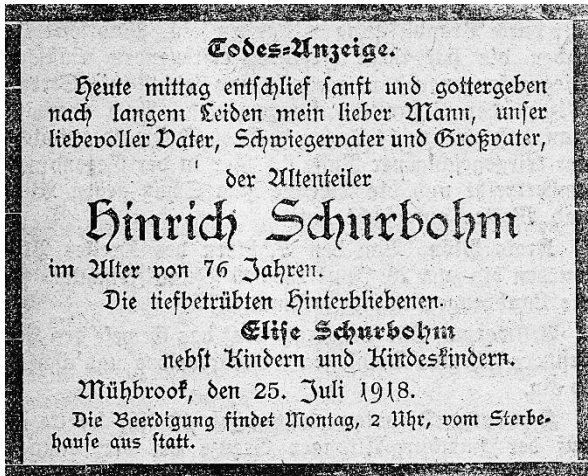 Todes=Anzeige.
Heute mittag entschlief sanft und gottergeben
nach langem Leiden mein lieber Mann, unser
liebevoller Vater, Schwiegervater und Großvater,
der Altenteiler
Hinrich Schurbohm
im Alter von 76 Jahren.
Die tiefbetrübten Hinterbliebenen.
Elise Schurbohm
nebst Kindern und Kindeskindern.
Mühbrook, den 25. Juli 1918.
Die Beerdigung findet Montag, 2 Uhr, vom Sterbe-
hause aus statt.